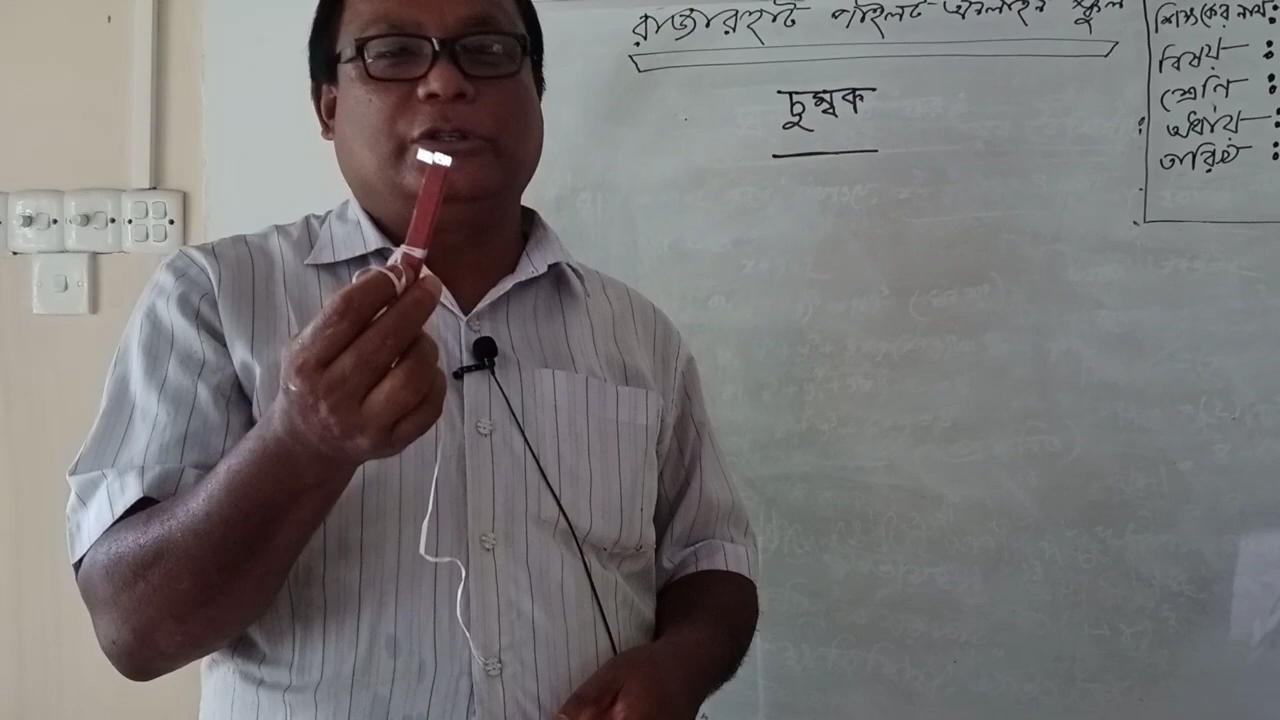 রাজারহাট পাইলট অনলাইন স্কুল
চুম্বক
শিক্ষকের নাম:
বিষয় :
শ্রেণি :
অধ্যায় :
তারিখ :